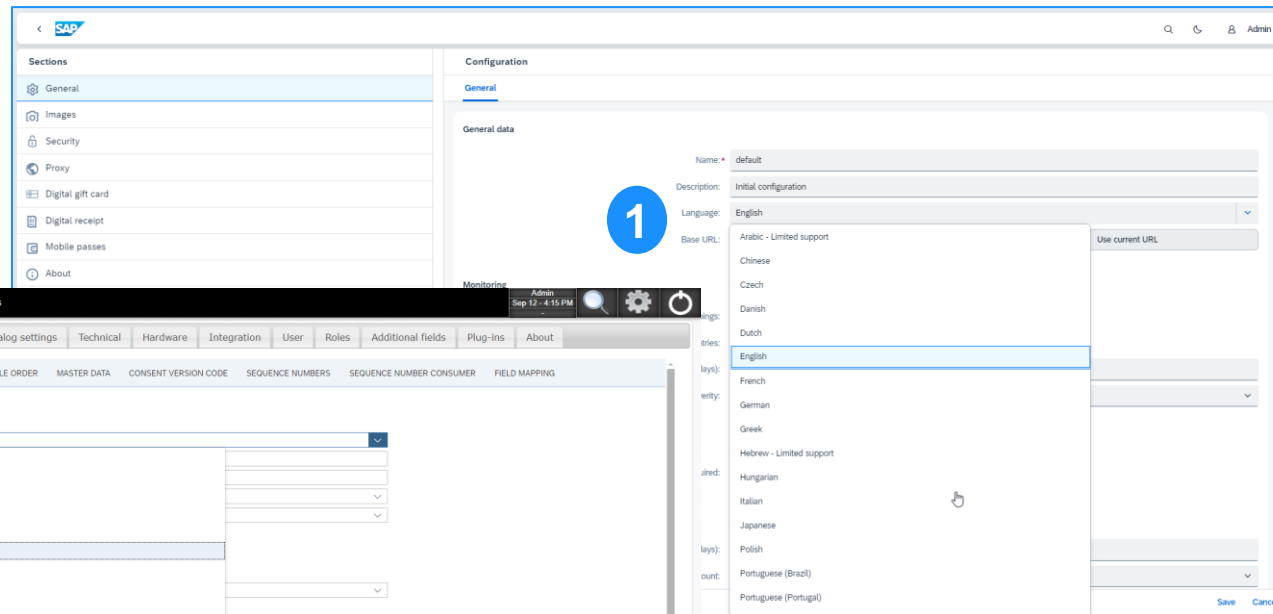 SAP
Admin
Sections
General
Images
Security
Proxy
Digital gift card
Digital receipt
Mobile passes
About
Configuration
General
General data
Name:* default
Description: Initial configuration
Language: English
Base URL:
Use current URL
1
Monitoring
Arabic - Limited support
Chinese
Czech
Danish
Dutch
English
French
German
Greek
Hebrew - Limited support
Hungarian
Italian
Japanese
Polish
Portuguese (Brazil)
Portuguese (Portugal)
Save
Admin
Sep 12 - 4:15 PM
-
settings Technical Hardware Integration User Roles Additional fields Plug-ins About
ORDER MASTER DATA CONSENT VERSION CODE SEQUENCE NUMBERS SEQUENCE NUMBER CONSUMER FIELD MAPPING